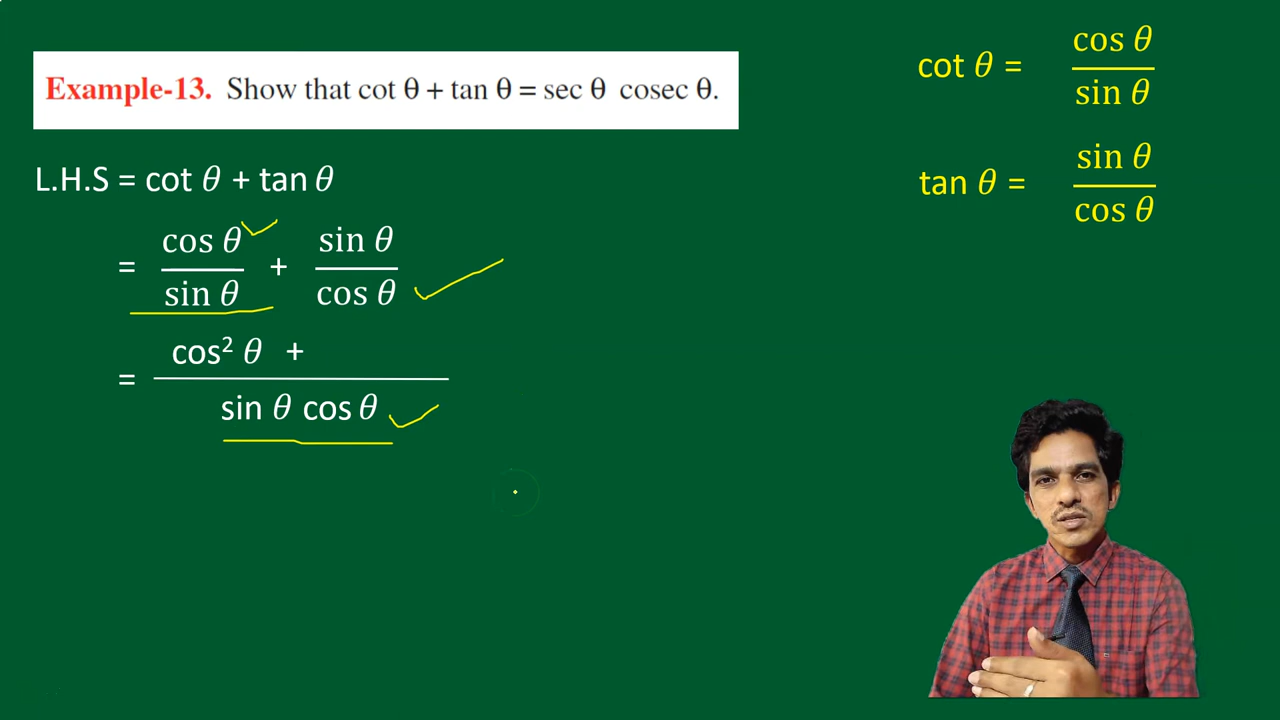 Example-13. Show that cot θ + tan θ = sec θ cosec θ.
L.H.S = cot θ + tan θ
= cos θ / sin θ + sin θ / cos θ
= cos² θ + / sin θ cos θ
cot θ = cos θ / sin θ
tan θ = sin θ / cos θ